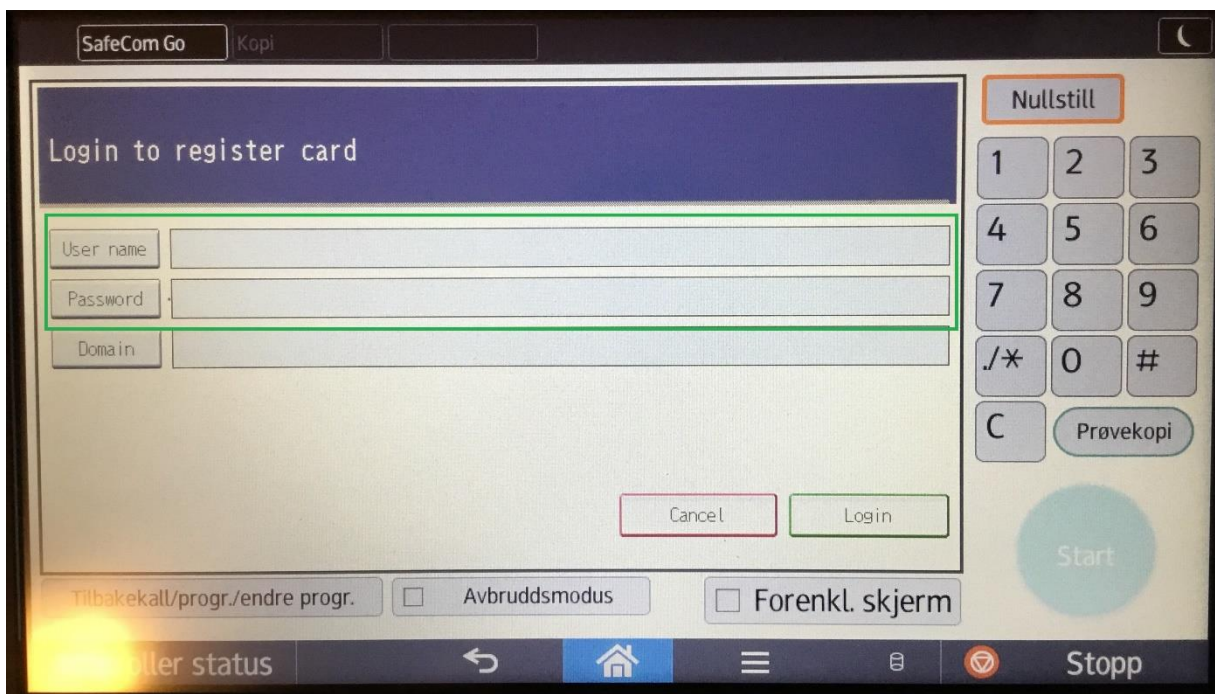 SafeCom Go
Kopi
Login to register card
User name
Password
Domain
Cancel
Login
Nullstill
1 2 3
4 5 6
7 8 9
./* 0 #
C
Prøvekopi
Start
Tilbakekall/progr./endre progr.
Avbruddsmodus
Forenkl. skjerm
status
Stopp